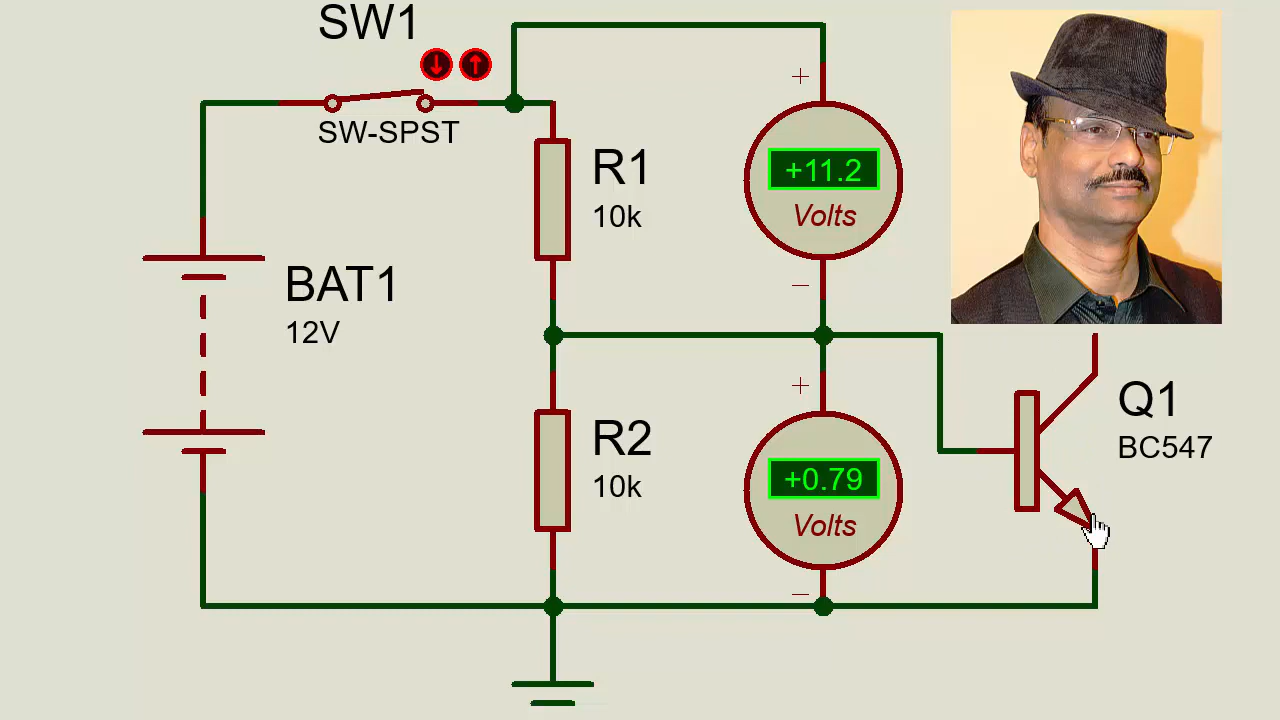 SW1
SW-SPST
R1
10k
+
+11.2
Volts
−
BAT1
12V
R2
10k
+
+0.79
Volts
−
Q1
BC547